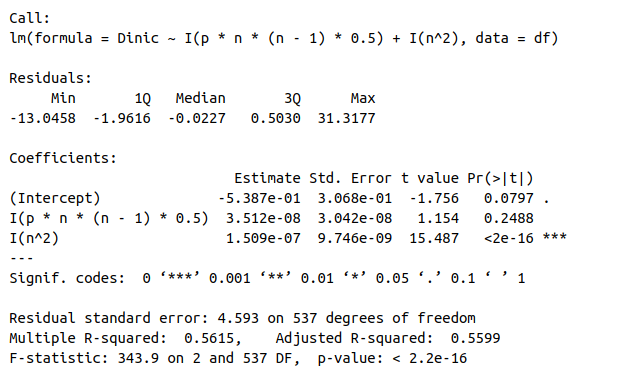 Call:
lm(formula = Dinic ~ I(p * n * (n - 1) * 0.5) + I(n^2), data = df)
Residuals:
     Min       1Q   Median       3Q      Max
-13.0458  -1.9616  -0.0227   0.5030  31.3177
Coefficients:
                           Estimate Std. Error t value Pr(>|t|)
(Intercept)              -5.387e-01  3.068e-01  -1.756   0.0797 .
I(p * n * (n - 1) * 0.5)  3.512e-08  3.042e-08   1.154   0.2488
I(n^2)                    1.509e-07  9.746e-09  15.487   <2e-16 ***
---
Signif. codes:  0 ‘***’ 0.001 ‘**’ 0.01 ‘*’ 0.05 ‘.’ 0.1 ‘ ’ 1
Residual standard error: 4.593 on 537 degrees of freedom
Multiple R-squared:  0.5615,	Adjusted R-squared:  0.5599
F-statistic: 343.9 on 2 and 537 DF,  p-value: < 2.2e-16